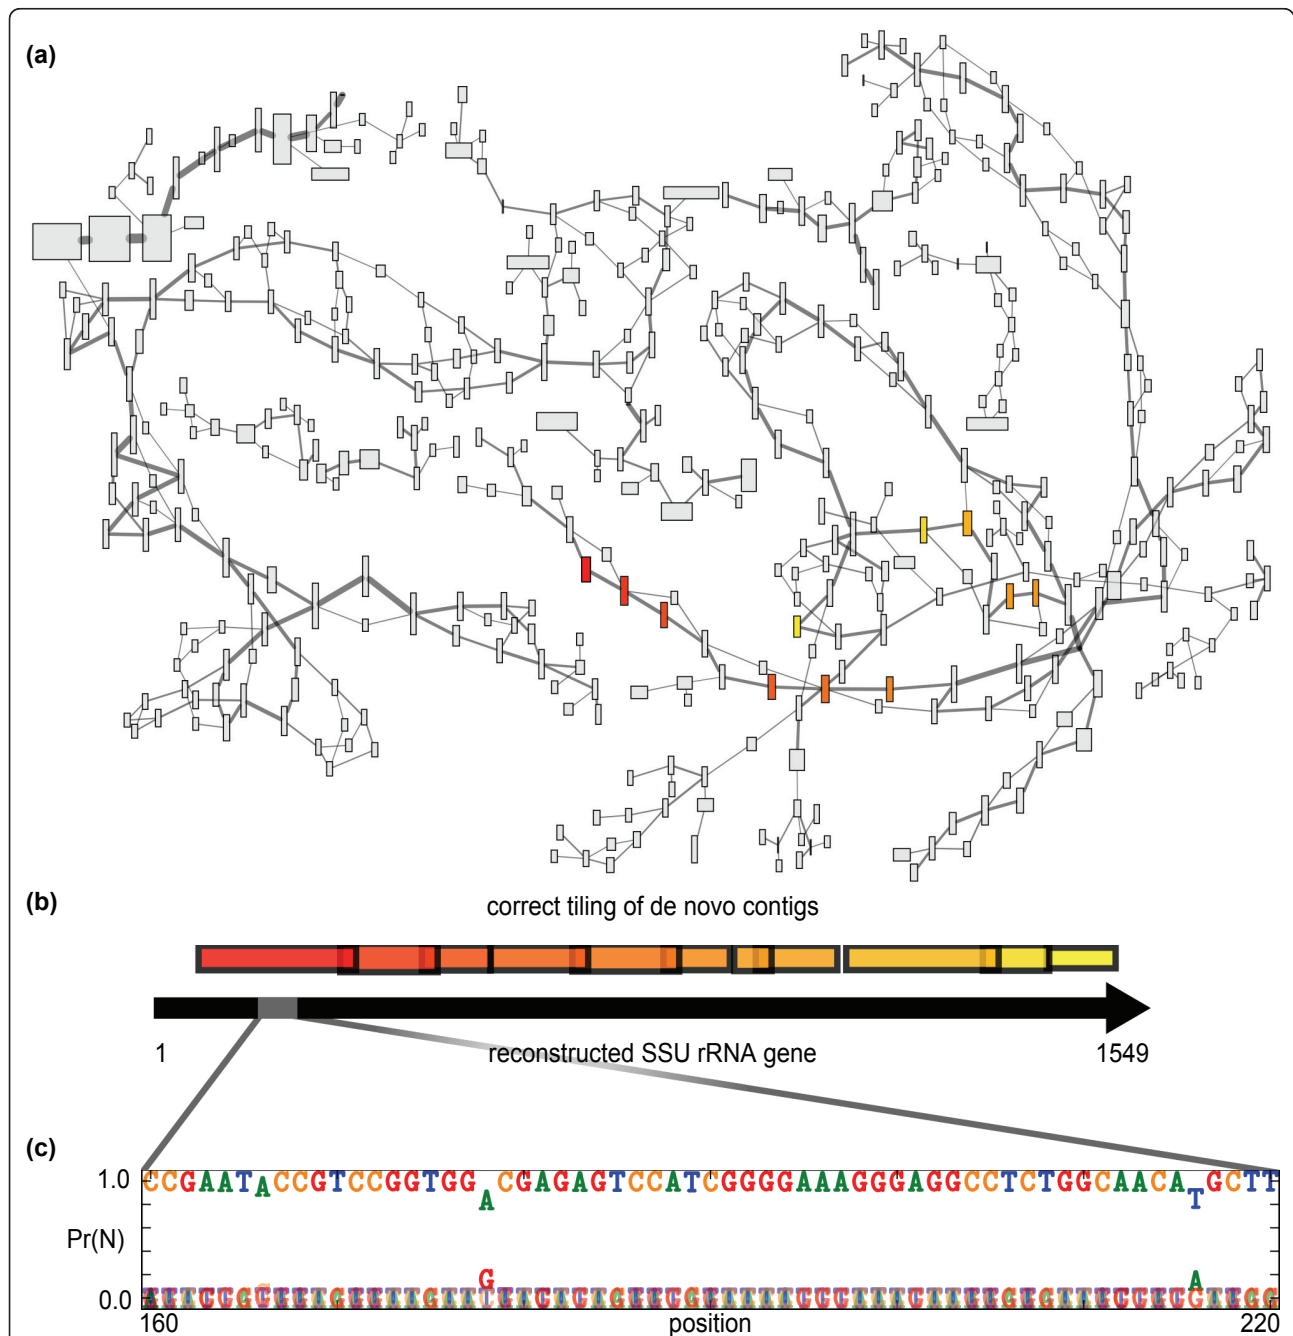 (a)
(b)
correct tiling of de novo contigs
1
reconstructed SSU rRNA gene
1549
(c)
1.0
CCGAATACCGTCCGGTGGACGAGAGTCCATCGGGGAAAGGGAGGCCTCTGGCAACATGCTT
Pr(N)
G
A
0.0
160
position
220